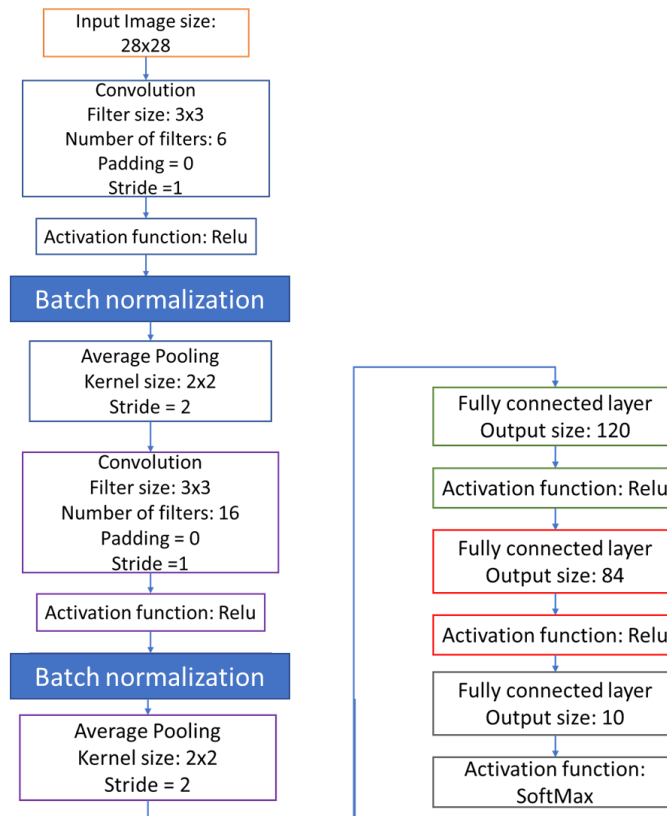 Input Image size:
28x28
Convolution
Filter size: 3x3
Number of filters: 6
Padding = 0
Stride =1
Activation function: Relu
Batch normalization
Average Pooling
Kernel size: 2x2
Stride = 2
Convolution
Filter size: 3x3
Number of filters: 16
Padding = 0
Stride =1
Activation function: Relu
Batch normalization
Average Pooling
Kernel size: 2x2
Stride = 2
Fully connected layer
Output size: 120
Activation function: Relu
Fully connected layer
Output size: 84
Activation function: Relu
Fully connected layer
Output size: 10
Activation function:
SoftMax